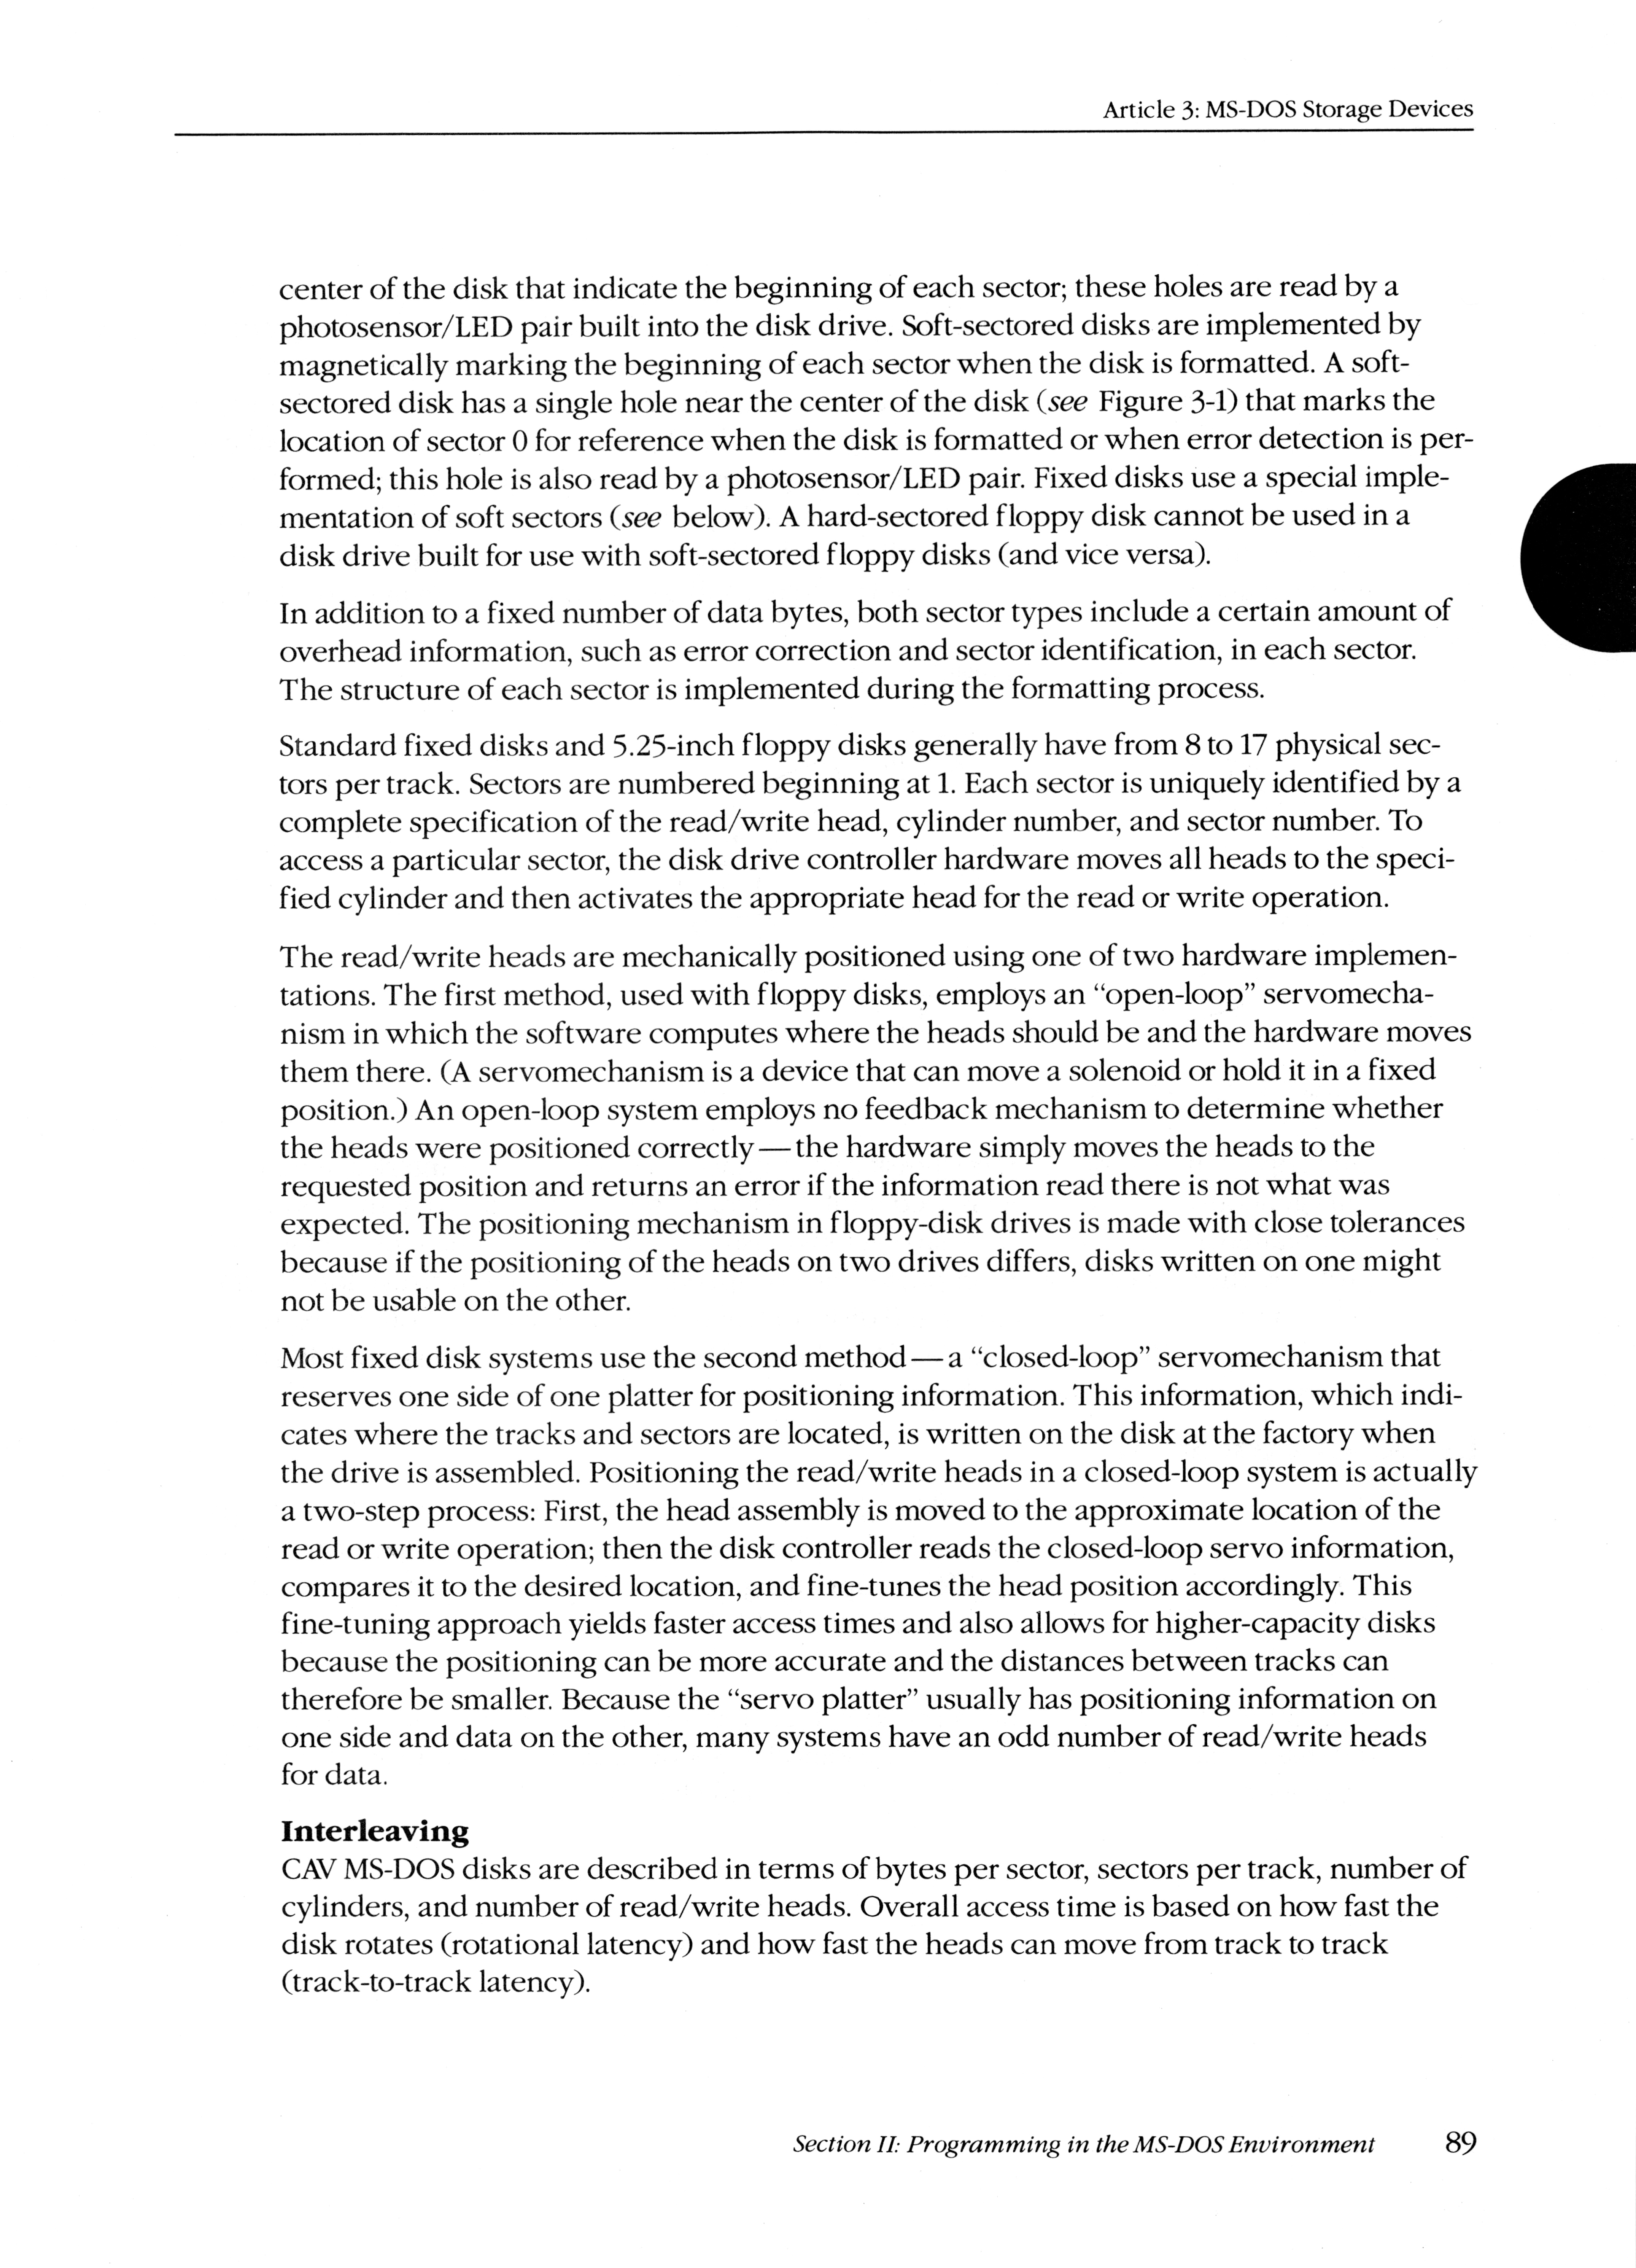 Article 3: MS-DOS Storage Devices
center of the disk that indicate the beginning of each sector; these holes are read by a
photosensor/LED pair built into the disk drive. Soft-sectored disks are implemented by
magnetically marking the beginning of each sector when the disk is formatted. A soft-
sectored disk has a single hole near the center of the disk (see Figure 3-1) that marks the
location of sector 0 for reference when the disk is formatted or when error detection is per-
formed; this hole is also read by a photosensor/LED pair. Fixed disks use a special imple-
mentation of soft sectors (see below). A hard-sectored floppy disk cannot be used in a
disk drive built for use with soft-sectored floppy disks (and vice versa).
In addition to a fixed number of data bytes, both sector types include a certain amount of
overhead information, such as error correction and sector identification, in each sector.
The structure of each sector is implemented during the formatting process.
Standard fixed disks and 5.25-inch floppy disks generally have from 8 to 17 physical sec-
tors per track. Sectors are numbered beginning at 1. Each sector is uniquely identified by a
complete specification of the read/write head, cylinder number, and sector number. To
access a particular sector, the disk drive controller hardware moves all heads to the speci-
fied cylinder and then activates the appropriate head for the read or write operation.
The read/write heads are mechanically positioned using one of two hardware implemen-
tations. The first method, used with floppy disks, employs an “open-loop” servomecha-
nism in which the software computes where the heads should be and the hardware moves
them there. (A servomechanism is a device that can move a solenoid or hold it in a fixed
position.) An open-loop system employs no feedback mechanism to determine whether
the heads were positioned correctly — the hardware simply moves the heads to the
requested position and returns an error if the information read there is not what was
expected. The positioning mechanism in floppy-disk drives is made with close tolerances
because if the positioning of the heads on two drives differs, disks written on one might
not be usable on the other.
Most fixed disk systems use the second method — a “closed-loop” servomechanism that
reserves one side of one platter for positioning information. This information, which indi-
cates where the tracks and sectors are located, is written on the disk at the factory when
the drive is assembled. Positioning the read/write heads in a closed-loop system is actually
a two-step process: First, the head assembly is moved to the approximate location of the
read or write operation; then the disk controller reads the closed-loop servo information,
compares it to the desired location, and fine-tunes the head position accordingly. This
fine-tuning approach yields faster access times and also allows for higher-capacity disks
because the positioning can be more accurate and the distances between tracks can
therefore be smaller. Because the “servo platter” usually has positioning information on
one side and data on the other, many systems have an odd number of read/write heads
for data.
Interleaving
CAV MS-DOS disks are described in terms of bytes per sector, sectors per track, number of
cylinders, and number of read/write heads. Overall access time is based on how fast the
disk rotates (rotational latency) and how fast the heads can move from track to track
(track-to-track latency).
Section II: Programming in the MS-DOS Environment 89